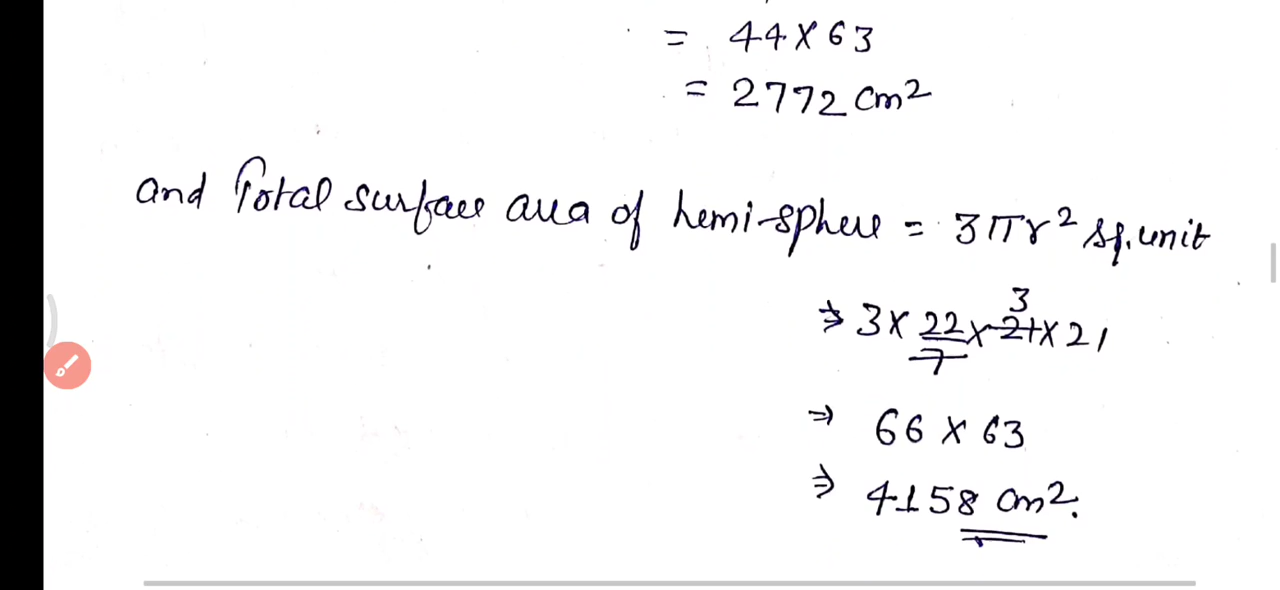 = 44 × 63
= 2772 cm²
and Total surface area of hemi-sphere = 3πr² sq. unit
⇒ 3 × 22/7 × 21 × 21
3
⇒ 66 × 63
⇒ 4158 cm².